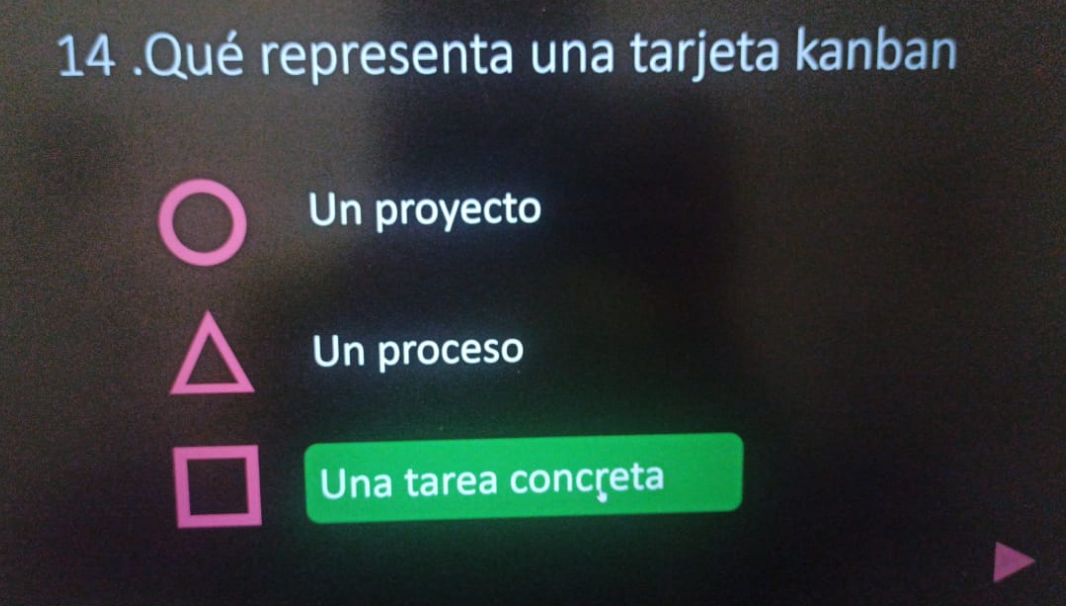 14 .Qué representa una tarjeta kanban
Un proyecto
Un proceso
Una tarea concreta